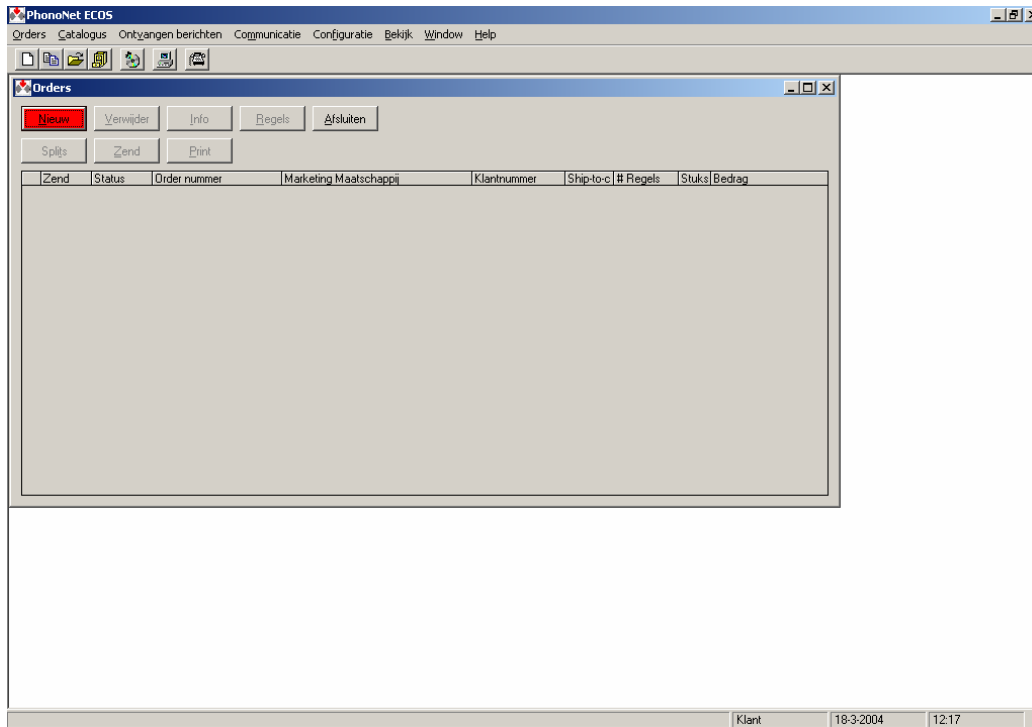 PhonoNet ECOS
Orders Catalogus Ontvangen berichten Communicatie Configuratie Bekijk Window Help
Orders
Nieuw Verwijder Info Regels Afsluiten
Splits Zend Print
Zend Status Order nummer Marketing Maatschappij Klantnummer Ship-to-c # Regels Stuks Bedrag
Klant 18-3-2004 12:17